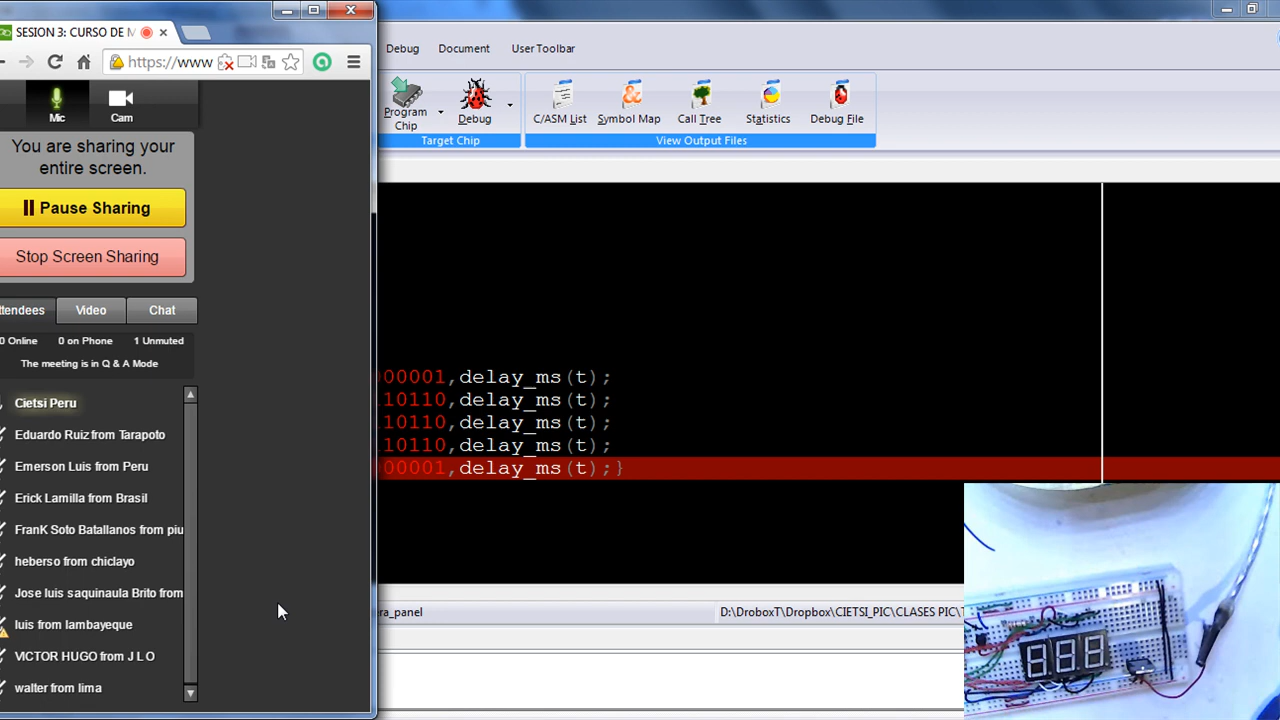 SESION 3: CURSO DE M
https://www
Mic
Cam
You are sharing your
entire screen.
Pause Sharing
Stop Screen Sharing
ttendees
Video
Chat
0 Online
0 on Phone
1 Unmuted
The meeting is in Q & A Mode
Cietsi Peru
Eduardo Ruiz from Tarapoto
Emerson Luis from Peru
Erick Lamilla from Brasil
FranK Soto Batallanos from piu
heberso from chiclayo
Jose luis saquinaula Brito from
luis from lambayeque
VICTOR HUGO from J L O
walter from lima
Debug
Document
User Toolbar
Program
Chip
Debug
C/ASM List
Symbol Map
Call Tree
Statistics
Debug File
Target Chip
View Output Files
000001,delay_ms(t);
10110,delay_ms(t);
10110,delay_ms(t);
10110,delay_ms(t);
000001,delay_ms(t);}
ra_panel
D:\DroboxT\Dropbox\CIETSI_PIC\CLASES PIC\T